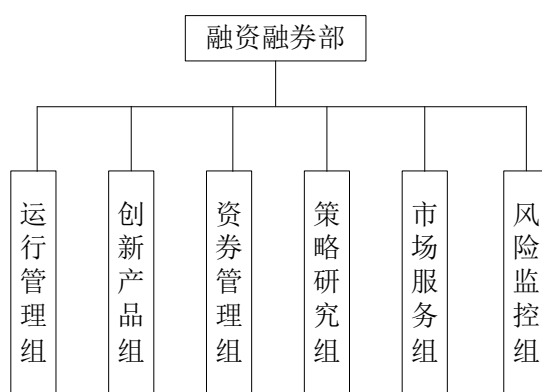 融资融券部
运行管理组
创新产品组
资券管理组
策略研究组
市场服务组
风险监控组